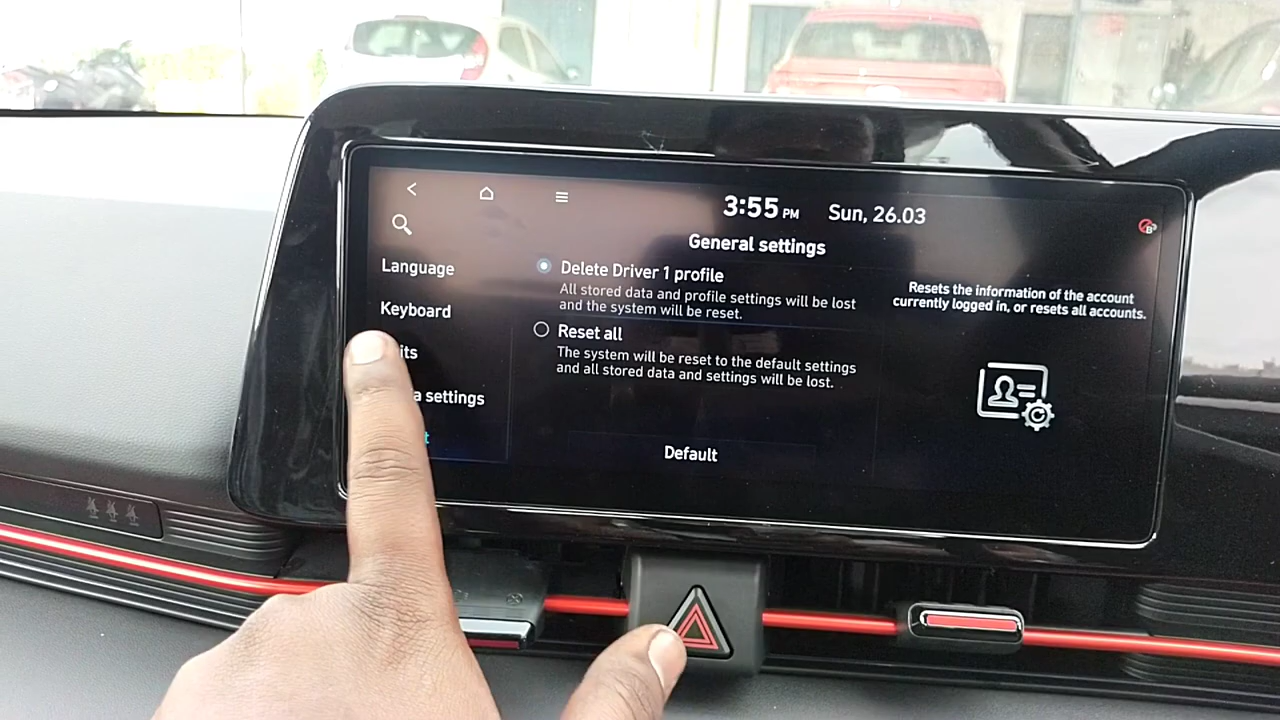 3:55 PM Sun, 26.03
General settings
Language
Keyboard
its
a settings
t
Delete Driver 1 profile
All stored data and profile settings will be lost
and the system will be reset.
Reset all
The system will be reset to the default settings
and all stored data and settings will be lost.
Default
Resets the information of the account
currently logged in, or resets all accounts.